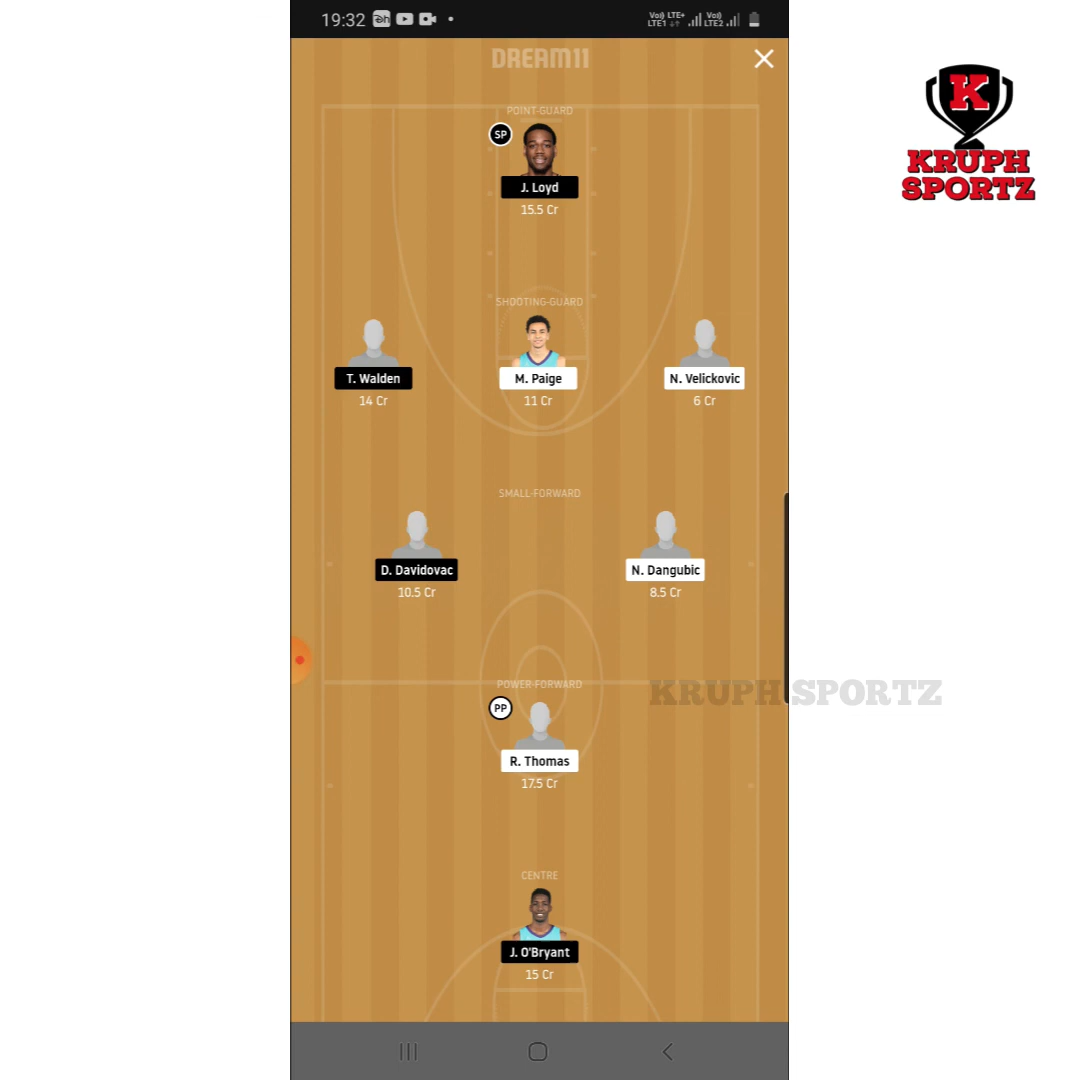 19:32
Vo) LTE+ Vo)
LTE1 ↓↑ LTE2
DREAM11
K
KRUPH
SPORTZ
POINT-GUARD
SP
J. Loyd
15.5 Cr
SHOOTING-GUARD
T. Walden M. Paige N. Velickovic
14 Cr 11 Cr 6 Cr
SMALL-FORWARD
D. Davidovac N. Dangubic
10.5 Cr 8.5 Cr
POWER-FORWARD
KRUPH SPORTZ
PP
R. Thomas
17.5 Cr
CENTRE
J. O'Bryant
15 Cr